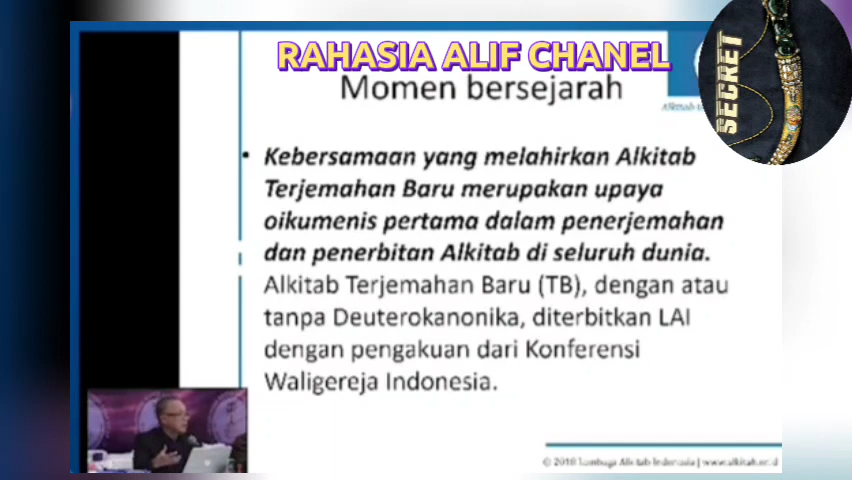 RAHASIA ALIF CHANEL
SECRET
Momen bersejarah
• Kebersamaan yang melahirkan Alkitab
Terjemahan Baru merupakan upaya
oikumenis pertama dalam penerjemahan
dan penerbitan Alkitab di seluruh dunia.
Alkitab Terjemahan Baru (TB), dengan atau
tanpa Deuterokanonika, diterbitkan LAI
dengan pengakuan dari Konferensi
Waligereja Indonesia.
Lembaga Alkitab Indonesia | www.alkitab.or.id